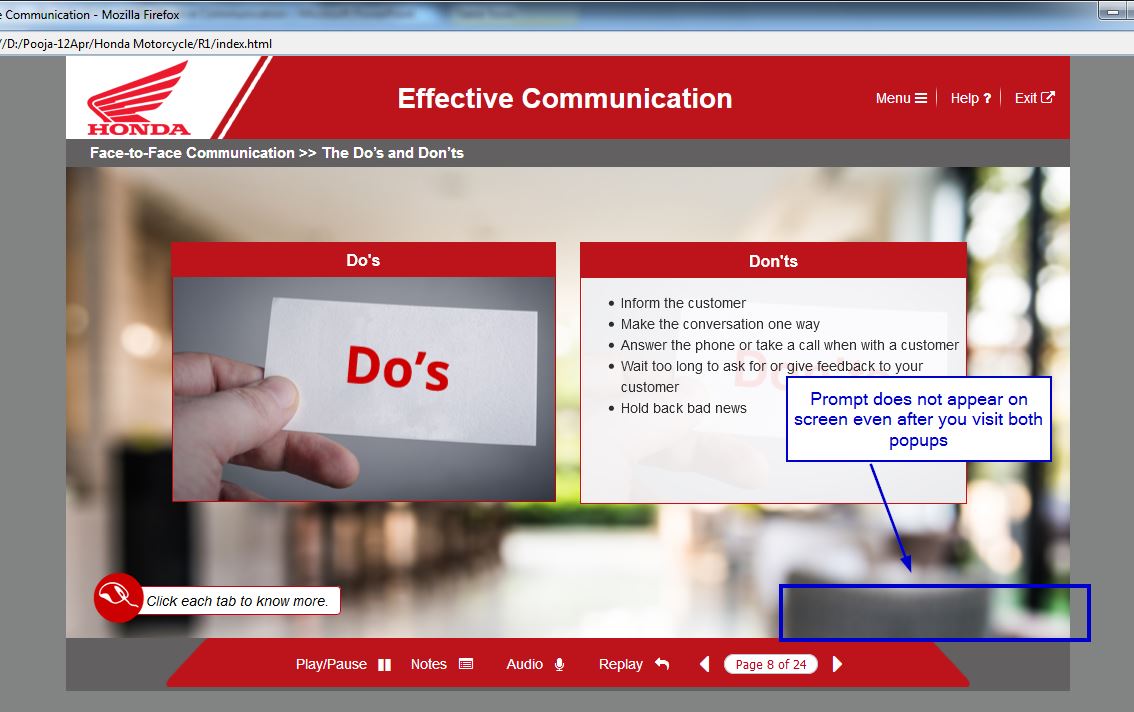 e Communication - Mozilla Firefox
//D:/Pooja-12Apr/Honda Motorcycle/R1/index.html
HONDA
Effective Communication
Menu
Help ?
Exit
Face-to-Face Communication >> The Do’s and Don’ts
Do's
Do’s
Don'ts
Inform the customer
Make the conversation one way
Answer the phone or take a call when with a customer
Wait too long to ask for or give feedback to your
customer
Hold back bad news
Prompt does not appear on
screen even after you visit both
popups
Click each tab to know more.
Play/Pause
Notes
Audio
Replay
Page 8 of 24